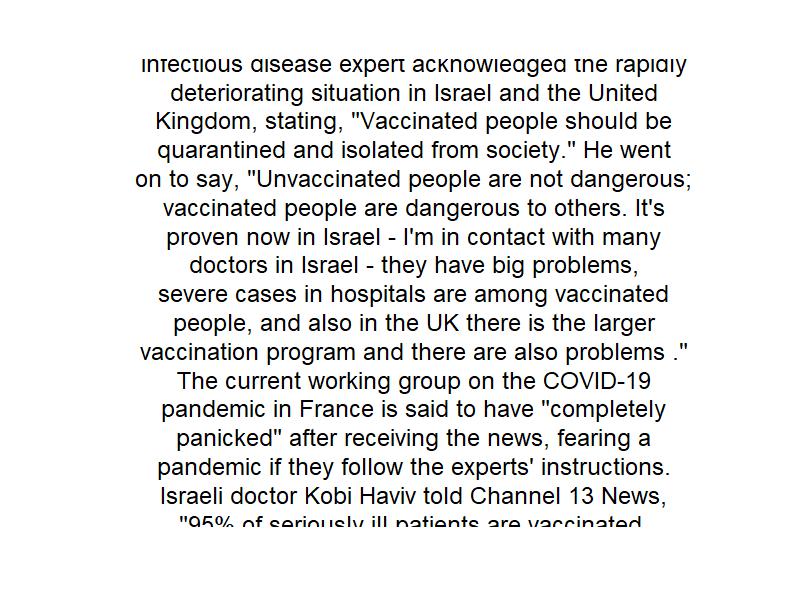 infectious disease expert acknowledged the rapidly
deteriorating situation in Israel and the United
Kingdom, stating, "Vaccinated people should be
quarantined and isolated from society." He went
on to say, "Unvaccinated people are not dangerous;
vaccinated people are dangerous to others. It's
proven now in Israel - I'm in contact with many
doctors in Israel - they have big problems,
severe cases in hospitals are among vaccinated
people, and also in the UK there is the larger
vaccination program and there are also problems ."
The current working group on the COVID-19
pandemic in France is said to have "completely
panicked" after receiving the news, fearing a
pandemic if they follow the experts' instructions.
Israeli doctor Kobi Haviv told Channel 13 News,
"95% of seriously ill patients are vaccinated